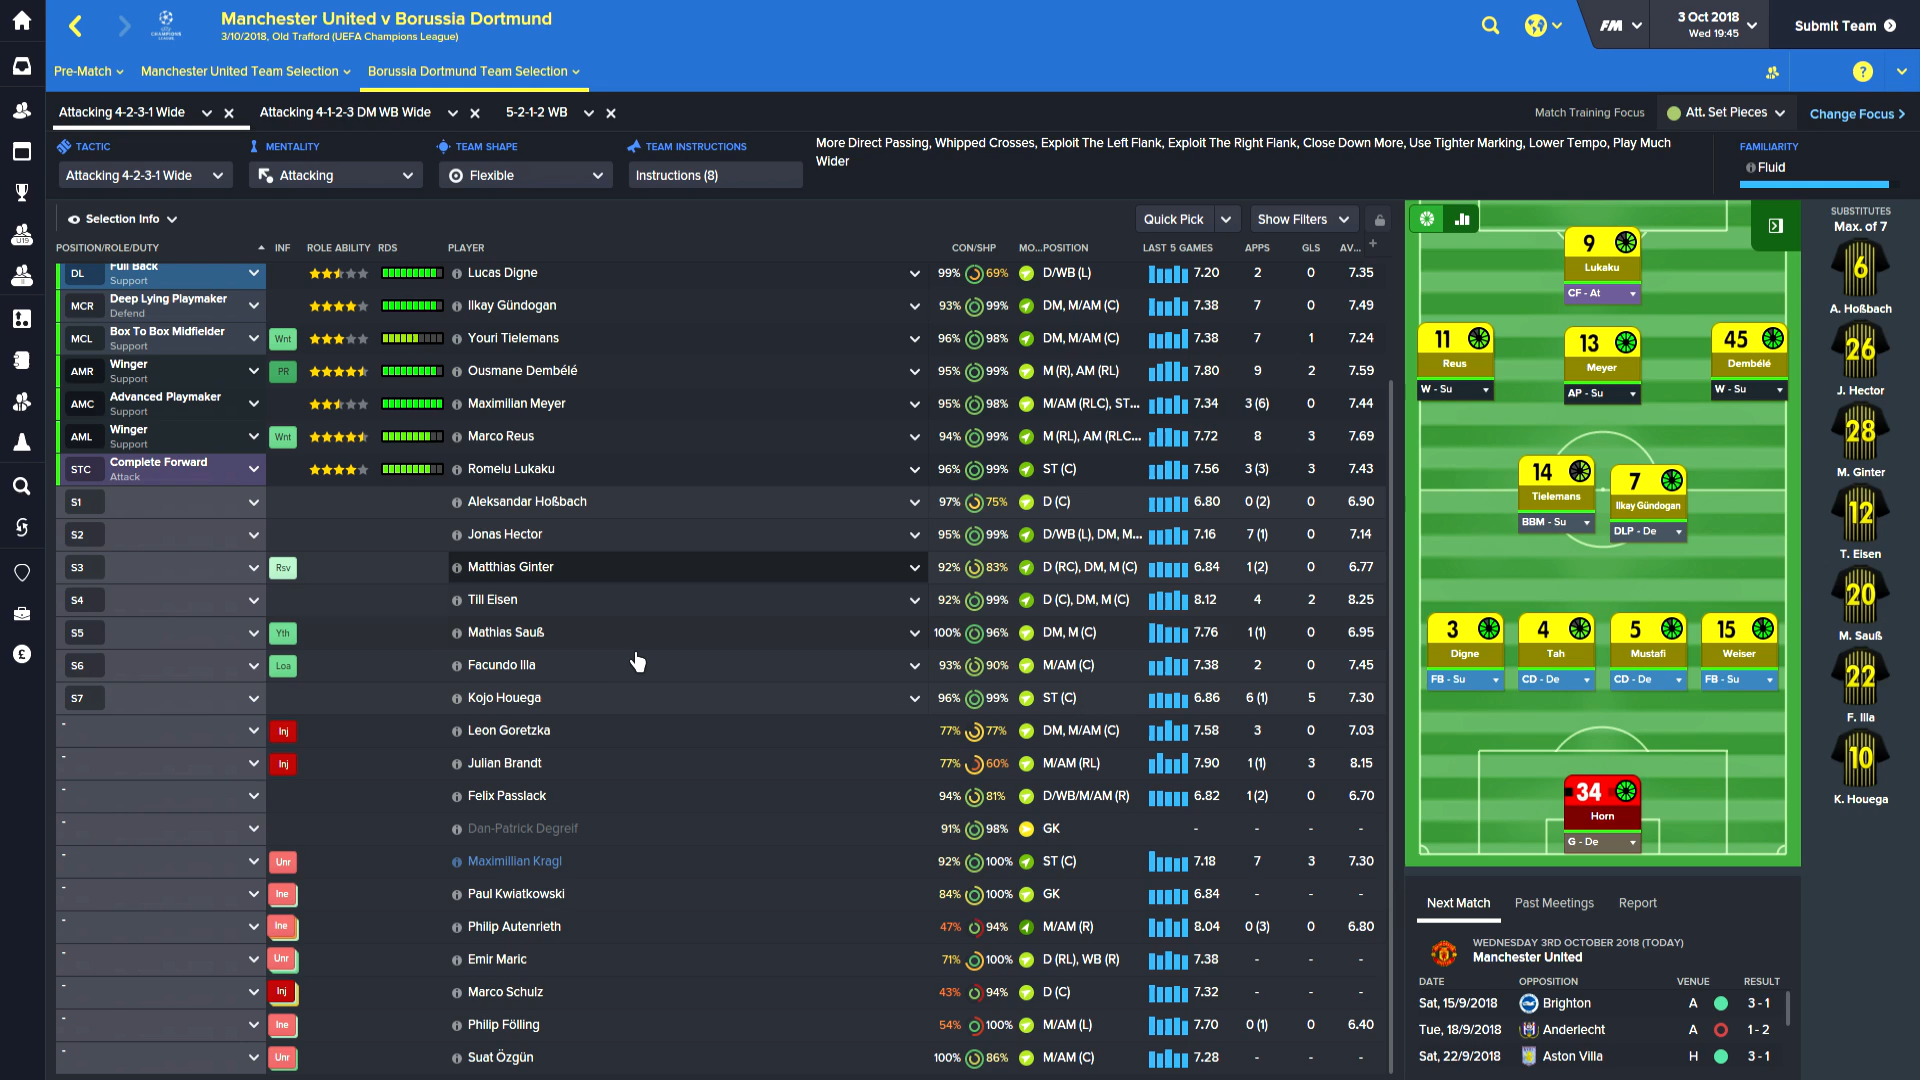 Manchester United v Borussia Dortmund
3/10/2018, Old Trafford (UEFA Champions League)
FM
3 Oct 2018
Wed 19:45
Submit Team
Pre-Match
Manchester United Team Selection
Borussia Dortmund Team Selection
?
Attacking 4-2-3-1 Wide
Attacking 4-1-2-3 DM WB Wide
5-2-1-2 WB
Match Training Focus
Att. Set Pieces
Change Focus >
TACTIC
MENTALITY
TEAM SHAPE
TEAM INSTRUCTIONS
More Direct Passing, Whipped Crosses, Exploit The Left Flank, Exploit The Right Flank, Close Down More, Use Tighter Marking, Lower Tempo, Play Much
Wider
FAMILIARITY
Fluid
Attacking 4-2-3-1 Wide
Attacking
Flexible
Instructions (8)
Selection Info
Quick Pick
Show Filters
POSITION/ROLE/DUTY INF ROLE ABILITY RDS PLAYER CON/SHP MO... POSITION LAST 5 GAMES APPS GLS AV...
DL Full Back Support Lucas Digne 99% 69% D/WB (L) 7.20 2 0 7.35
MCR Deep Lying Playmaker Defend Ilkay Gündogan 93% 99% DM, M/AM (C) 7.38 7 0 7.49
MCL Box To Box Midfielder Support Wnt Youri Tielemans 96% 98% DM, M/AM (C) 7.38 7 1 7.24
AMR Winger Support PR Ousmane Dembélé 95% 99% M (R), AM (RL) 7.80 9 2 7.59
AMC Advanced Playmaker Support Maximilian Meyer 95% 98% M/AM (RLC), ST... 7.34 3 (6) 0 7.44
AML Winger Support Wnt Marco Reus 94% 99% M (RL), AM (RLC... 7.72 8 3 7.69
STC Complete Forward Attack Romelu Lukaku 96% 99% ST (C) 7.56 3 (3) 3 7.43
S1 Aleksandar Hoßbach 97% 75% D (C) 6.80 0 (2) 0 6.90
S2 Jonas Hector 95% 99% D/WB (L), DM, M... 7.16 7 (1) 0 7.14
S3 Rsv Matthias Ginter 92% 83% D (RC), DM, M (C) 6.84 1 (2) 0 6.77
S4 Till Eisen 92% 99% D (C), DM, M (C) 8.12 4 2 8.25
S5 Yth Mathias Sauß 100% 96% DM, M (C) 7.76 1 (1) 0 6.95
S6 Loa Facundo Illa 93% 90% M/AM (C) 7.38 2 0 7.45
S7 Kojo Houega 96% 99% ST (C) 6.86 6 (1) 5 7.30
- Inj Leon Goretzka 77% 77% DM, M/AM (C) 7.58 3 0 7.03
- Inj Julian Brandt 77% 60% M/AM (RL) 7.90 1 (1) 3 8.15
- Felix Passlack 94% 81% D/WB/M/AM (R) 6.82 1 (2) 0 6.70
- Dan-Patrick Degreif 91% 98% GK - - - -
- Unr Maximillian Kragl 92% 100% ST (C) 7.18 7 3 7.30
- Ine Paul Kwiatkowski 84% 100% GK 6.84 - - -
- Ine Philip Autenrieth 47% 94% M/AM (R) 8.04 0 (3) 0 6.80
- Unr Emir Maric 71% 100% D (RL), WB (R) 7.38 - - -
- Inj Marco Schulz 43% 94% D (C) 7.32 - - -
- Ine Philip Fölling 54% 100% M/AM (L) 7.70 0 (1) 0 6.40
- Unr Suat Özgün 100% 86% M/AM (C) 7.28 - - -
9
Lukaku
CF - At
11 13 45
Reus Meyer Dembélé
W - Su AP - Su W - Su
14 7
Tielemans Ilkay Gündogan
BBM - Su DLP - De
3 4 5 15
Digne Tah Mustafi Weiser
FB - Su CD - De CD - De FB - Su
34
Horn
G - De
SUBSTITUTES
Max. of 7
6
A. Hoßbach
26
J. Hector
28
M. Ginter
12
T. Eisen
20
M. Sauß
22
F. Illa
10
K. Houega
Next Match
Past Meetings
Report
WEDNESDAY 3RD OCTOBER 2018 (TODAY)
Manchester United
DATE OPPOSITION VENUE RESULT
Sat, 15/9/2018 Brighton A 3 - 1
Tue, 18/9/2018 Anderlecht A 1 - 2
Sat, 22/9/2018 Aston Villa H 3 - 1